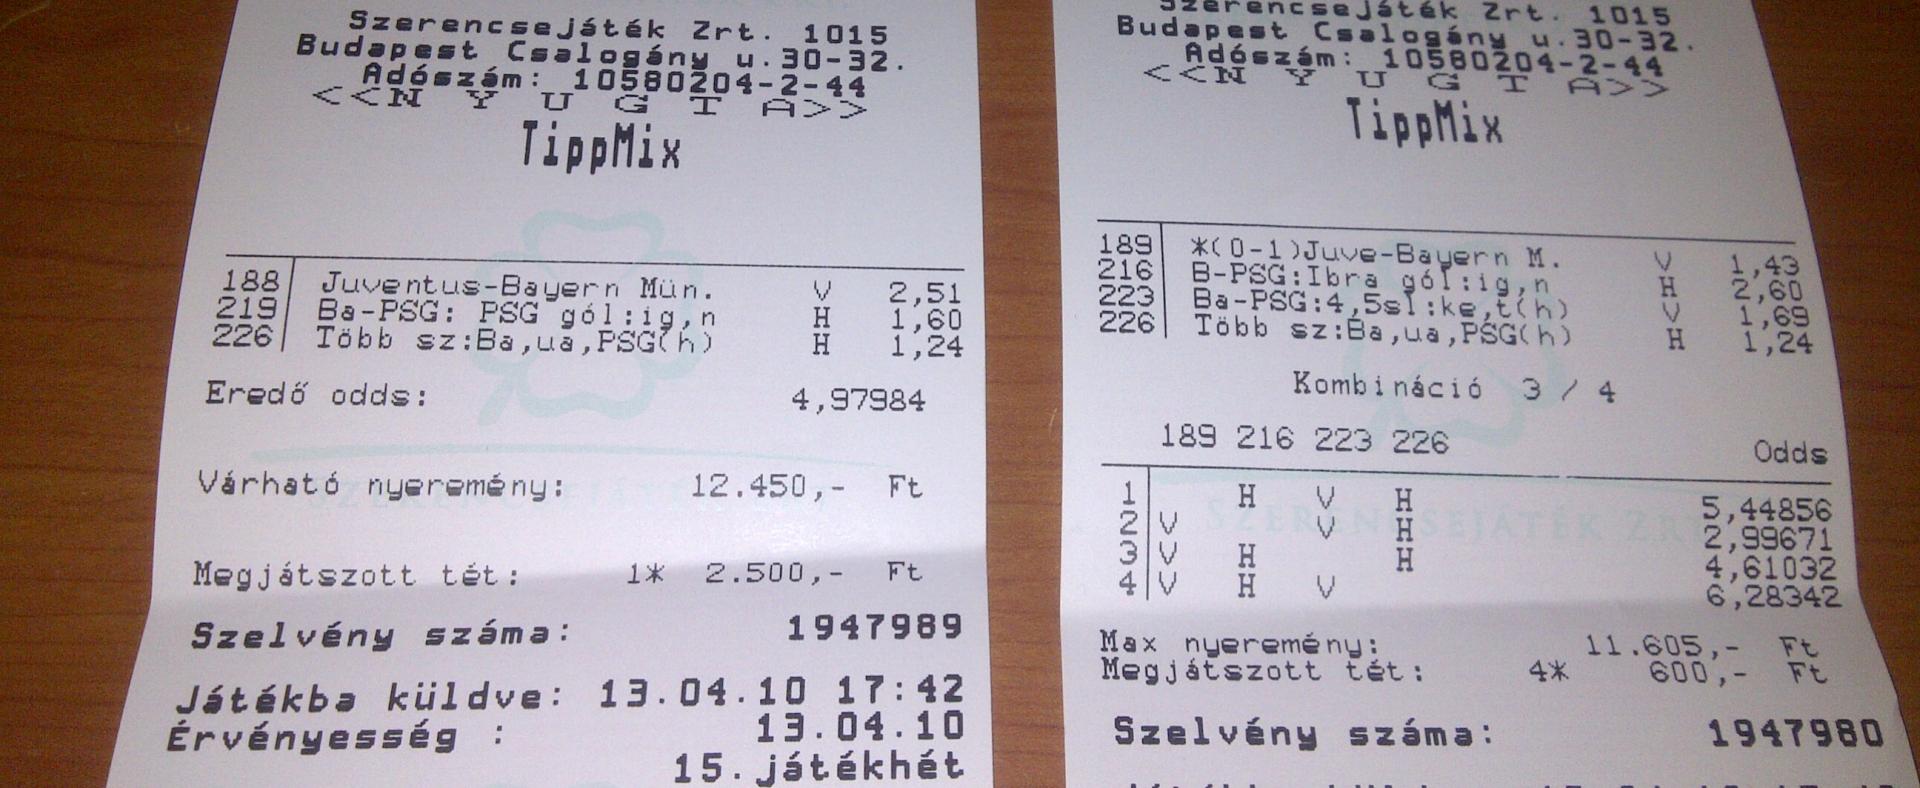 Szerencsejáték Zrt. 1015
Budapest Csalogány u.30-32.
Adószám: 10580204-2-44
<<N Y U G T A>>
TippMix
188 Juventus-Bayern Mün. V 2,51
219 Ba-PSG: PSG gól:ig,n H 1,60
226 Több sz:Ba,ua,PSG(h) H 1,24
Eredő odds: 4,97984
Várható nyeremény: 12.450,- Ft
Megjátszott tét: 1* 2.500,- Ft
Szelvény száma: 1947989
Játékba küldve: 13.04.10 17:42
Érvényesség : 13.04.10
15.játékhét
Szerencsejáték Zrt. 1015
Budapest Csalogány u.30-32.
Adószám: 10580204-2-44
<<N Y U G T A>>
TippMix
189 *(0-1)Juve-Bayern M. V 1,43
216 B-PSG:Ibra gól:ig,n H 2,60
223 Ba-PSG:4,5sl:ke,t(h) V 1,69
226 Több sz:Ba,ua,PSG(h) H 1,24
Kombináció 3 / 4
189 216 223 226 Odds
1 H V H 5,44856
2 V V H 2,99671
3 V H H 4,61032
4 V H V 6,28342
SZERENCSEJÁTÉK ZRT
Max nyeremény: 11.605,- Ft
Megjátszott tét: 4* 600,- Ft
Szelvény száma: 1947980